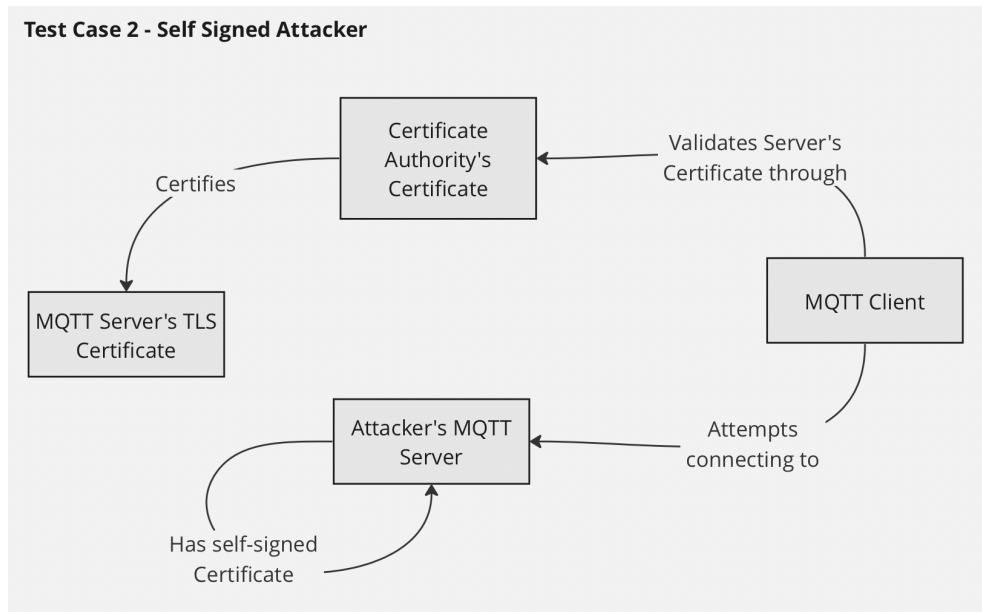 Test Case 2 - Self Signed Attacker
Certificate
Authority's
Certificate
Validates Server's
Certificate through
Certifies
MQTT Client
MQTT Server's TLS
Certificate
Attacker's MQTT
Server
Attempts
connecting to
Has self-signed
Certificate